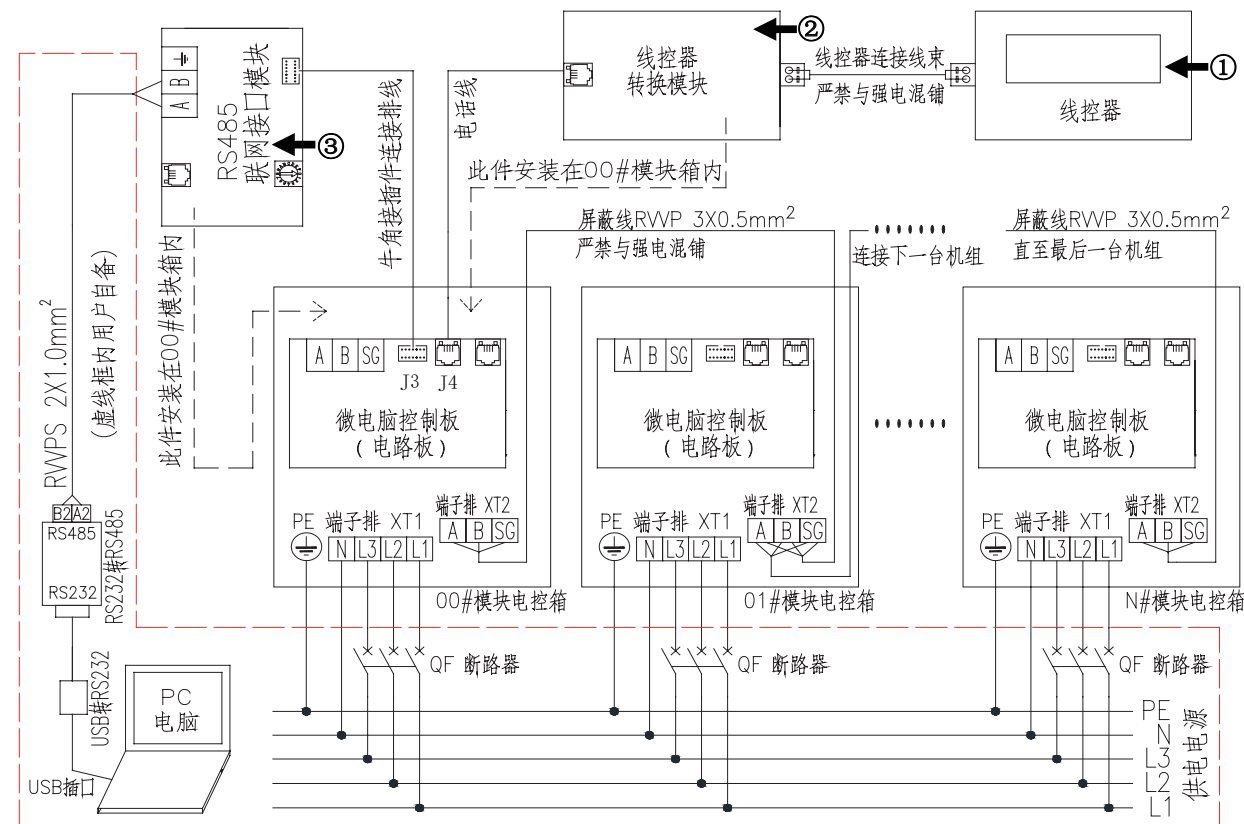 ⏚
B
A
RS485
联网接口模块
③
牛角接插件连接排线
电话线
线控器
转换模块
②
线控器连接线束
严禁与强电混铺
线控器
①
此件安装在00#模块箱内
屏蔽线RVVP 3X0.5mm²
严禁与强电混铺
连接下一台机组
屏蔽线RVVP 3X0.5mm²
直至最后一台机组
RVVPS 2X1.0mm²
(虚线框内用户自备)
此件安装在00#模块箱内
A B SG
J3 J4
微电脑控制板
(电路板)
端子排 XT2
A B SG
PE 端子排 XT1
N L3 L2 L1
00#模块电控箱
A B SG
微电脑控制板
(电路板)
端子排 XT2
A B SG
PE 端子排 XT1
N L3 L2 L1
01#模块电控箱
A B SG
微电脑控制板
(电路板)
端子排 XT2
A B SG
PE 端子排 XT1
N L3 L2 L1
N#模块电控箱
B2 A2
RS485
RS232
RS232转RS485
USB转RS232
PC
电脑
USB插口
QF 断路器
QF 断路器
QF 断路器
PE
N
L3
L2
L1
供电电源